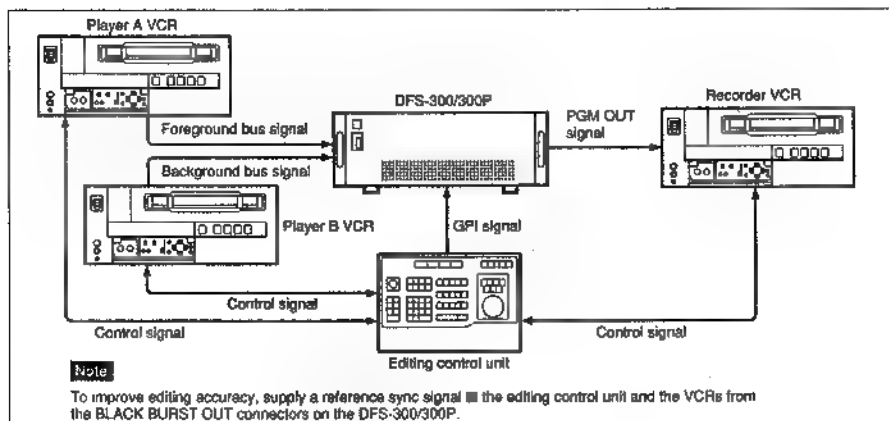 Player A VCR
DFS-300/300P
Recorder VCR
PGM OUT
signal
Foreground bus signal
Background bus signal
Player B VCR
GPI signal
Control signal
Control signal
Control signal
Editing control unit
Note
To improve editing accuracy, supply a reference sync signal the editing control unit and the VCRs from
the BLACK BURST OUT connectors on the DFS-300/300P.